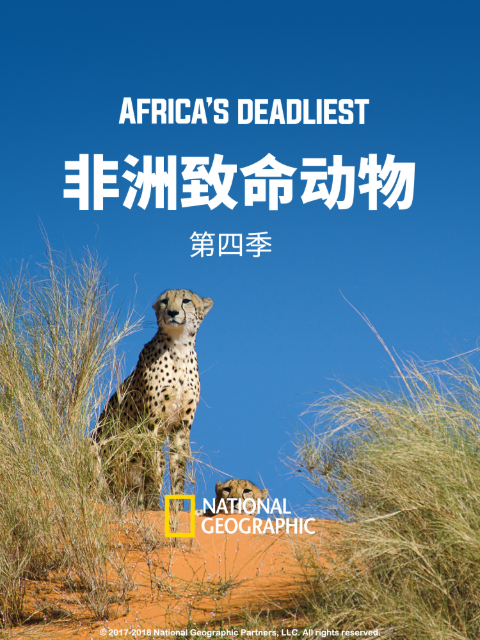 AFRICA'S DEADLIEST
非洲致命动物
第四季
NATIONAL
GEOGRAPHIC
© 2017-2018 National Geographic Partners, LLC. All rights reserved.